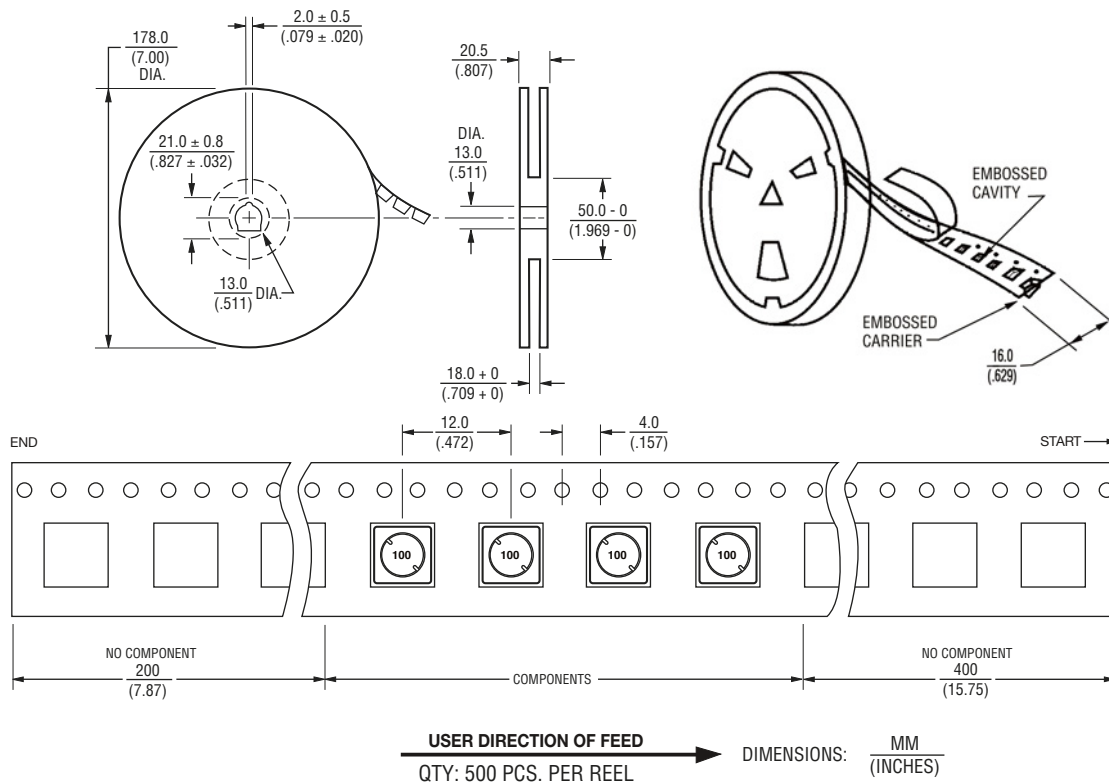 2.0 ± 0.5
(.079 ± .020)
178.0
(7.00)
DIA.
20.5
(.807)
21.0 ± 0.8
(.827 ± .032)
DIA.
13.0
(.511)
50.0 - 0
(1.969 - 0)
13.0
(.511)
DIA.
18.0 + 0
(.709 + 0)
EMBOSSED
CAVITY
EMBOSSED
CARRIER
16.0
(.629)
12.0
(.472)
4.0
(.157)
END
START
100
100
100
100
NO COMPONENT
200
(7.87)
COMPONENTS
NO COMPONENT
400
(15.75)
USER DIRECTION OF FEED
QTY: 500 PCS. PER REEL
DIMENSIONS:
MM
(INCHES)